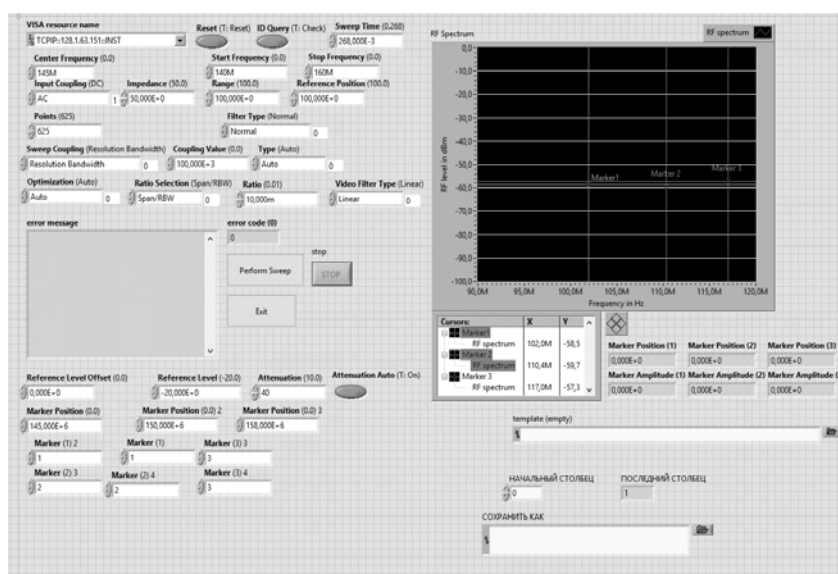 VISA resource name
TCPIP::128.1.63.151::INST
Reset (T: Reset) ID Query (T: Check)
Sweep Time (0.268)
268,000E-3
Center Frequency (0.0) Start Frequency (0.0) Stop Frequency (0.0)
145M 140M 160M
Input Coupling (DC) Impedance (50.0) Range (100.0) Reference Position (100.0)
AC 1 50,000E+0 100,000E+0 100,000E+0
Points (625) Filter Type (Normal)
625 Normal 0
Sweep Coupling (Resolution Bandwidth) Coupling Value (0.0) Type (Auto)
Resolution Bandwidth 0 100,000E+3 Auto 0
Optimization (Auto) Ratio Selection (Span/RBW) Ratio (0.01) Video Filter Type (Linear)
Auto 0 Span/RBW 0 10,000m Linear 0
error message error code (0)
0
stop
Perform Sweep STOP
Exit
Reference Level Offset (0.0) Reference Level (-20.0) Attenuation (10.0) Attenuation Auto (T: On)
0,000E+0 -20,000E+0 40
Marker Position (0.0) Marker Position (0.0) 2 Marker Position (0.0) 3
145,000E+6 150,000E+6 158,000E+6
Marker (1) 2 Marker (1) Marker (3) 3
1 1 3
Marker (2) 3 Marker (2) 4 Marker (3) 4
2 2 3
RF Spectrum RF spectrum
RF level in dBm
0,0
-10,0
-20,0
-30,0
-40,0
-50,0
-60,0
-70,0
-80,0
-90,0
-100,0
Marker1 Marker 2 Marker 3
90,0M 95,0M 100,0M 105,0M 110,0M 115,0M 120,0M
Frequency in Hz
Cursors: X Y
Marker1
RF spectrum 102,0M -58,5
Marker 2
RF spectrum 110,4M -59,7
Marker 3
RF spectrum 117,0M -57,3
Marker Position (1) Marker Position (2) Marker Position (3)
0,000E+0 0,000E+0 0,000E+0
Marker Amplitude (1) Marker Amplitude (2) Marker Amplitude (
0,000E+0 0,000E+0 0,000E+0
template (empty)
НАЧАЛЬНЫЙ СТОЛБЕЦ ПОСЛЕДНИЙ СТОЛБЕЦ
0 1
СОХРАНИТЬ КАК